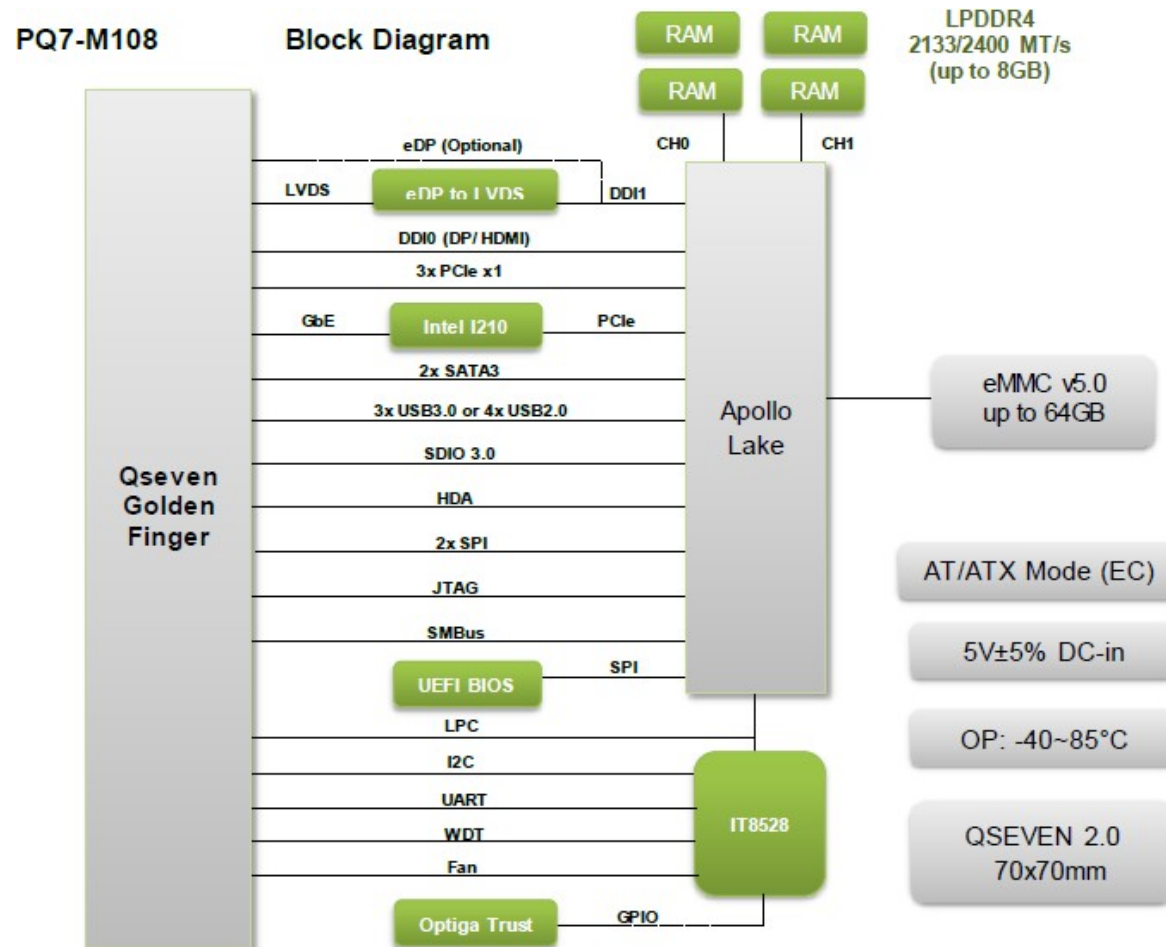 PQ7-M108 Block Diagram
LPDDR4
2133/2400 MT/s
(up to 8GB)
RAM RAM
RAM RAM
CH0 CH1
eDP (Optional)
LVDS eDP to LVDS DDI1
DDI0 (DP/ HDMI)
3x PCIe x1
GbE Intel I210 PCIe
2x SATA3
3x USB3.0 or 4x USB2.0
SDIO 3.0
HDA
2x SPI
JTAG
SMBus
UEFI BIOS SPI
LPC
I2C
UART
WDT
Fan
Optiga Trust GPIO
Qseven
Golden
Finger
Apollo
Lake
IT8528
eMMC v5.0
up to 64GB
AT/ATX Mode (EC)
5V±5% DC-in
OP: -40~85°C
QSEVEN 2.0
70x70mm